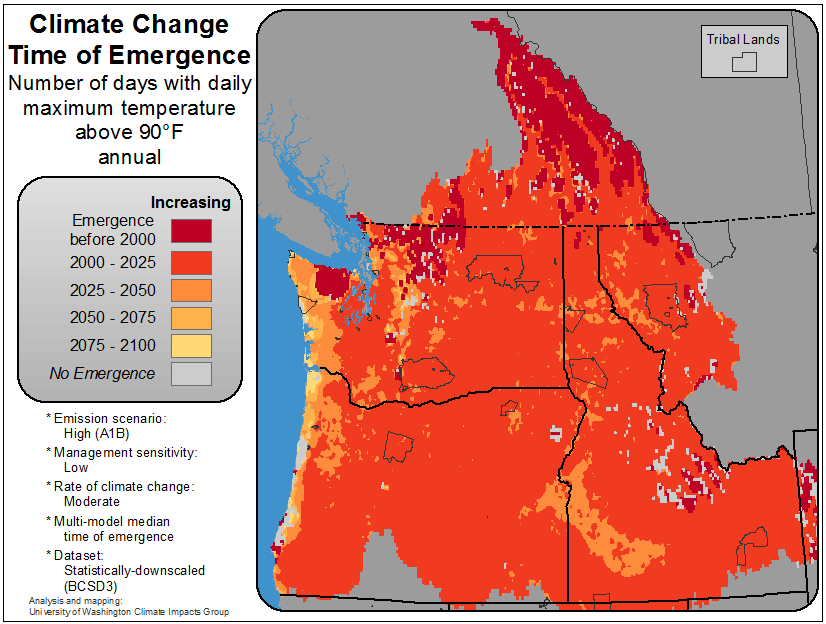 Climate Change
Time of Emergence
Number of days with daily
maximum temperature
above 90°F
annual
Increasing
Emergence
before 2000
2000 - 2025
2025 - 2050
2050 - 2075
2075 - 2100
No Emergence
* Emission scenario:
High (A1B)
* Management sensitivity:
Low
* Rate of climate change:
Moderate
* Multi-model median
time of emergence
* Dataset:
Statistically-downscaled
(BCSD3)
Analysis and mapping:
University of Washington Climate Impacts Group
Tribal Lands